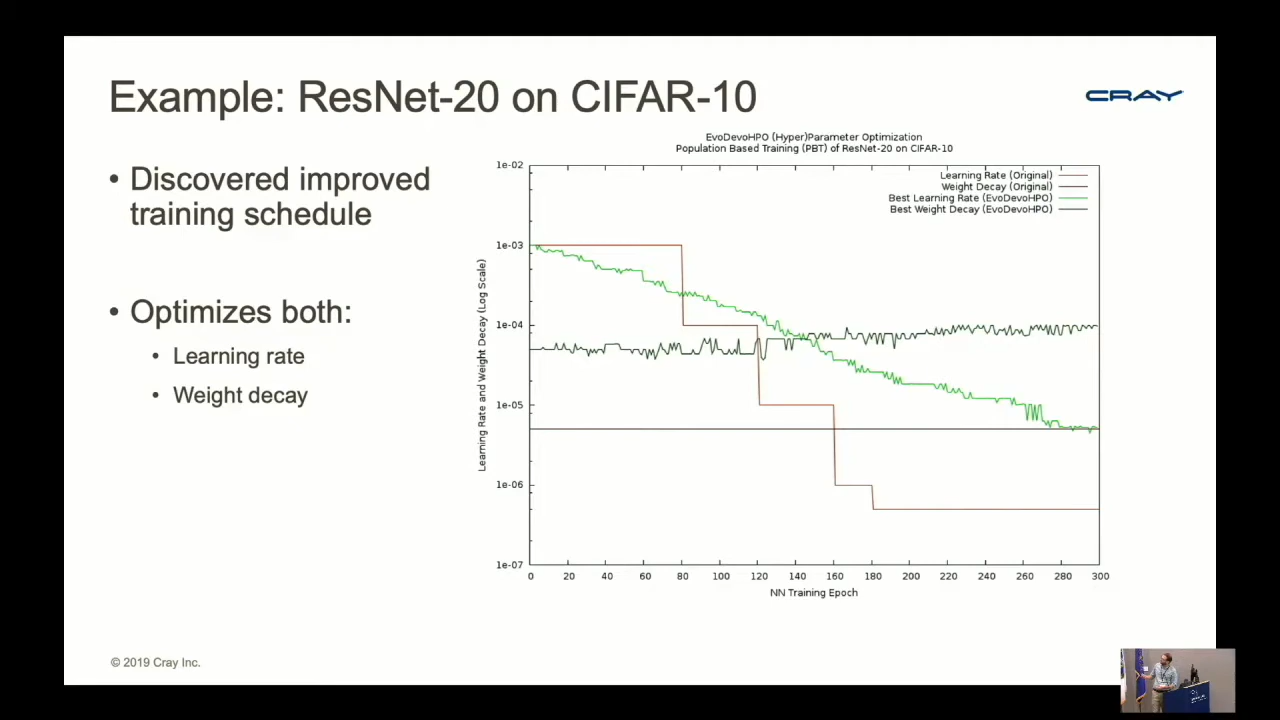 Example: ResNet-20 on CIFAR-10
CRAY
• Discovered improved
training schedule
• Optimizes both:
• Learning rate
• Weight decay
EvoDevoHPO (Hyper)Parameter Optimization
Population Based Training (PBT) of ResNet-20 on CIFAR-10
Learning Rate (Original)
Weight Decay (Original)
Best Learning Rate (EvoDevoHPO)
Best Weight Decay (EvoDevoHPO)
Learning Rate and Weight Decay (Log Scale)
1e-02
1e-03
1e-04
1e-05
1e-06
1e-07
0 20 40 60 80 100 120 140 160 180 200 220 240 260 280 300
NN Training Epoch
© 2019 Cray Inc.